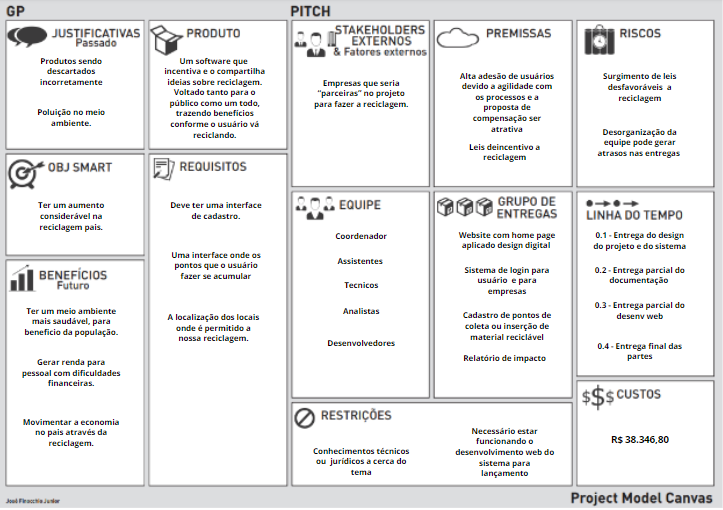 GP
PITCH
JUSTIFICATIVAS
Passado
Produtos sendo
descartados
incorretamente
Poluição no meio
ambiente.
PRODUTO
Um software que
incentiva e o compartilha
ideias sobre reciclagem.
Voltado tanto para o
público como um todo,
trazendo benefícios
conforme o usuário vá
reciclando.
STAKEHOLDERS
EXTERNOS
& Fatores externos
Empresas que seria
"parceiras" no projeto
para fazer a reciclagem.
PREMISSAS
Alta adesão de usuários
devido a agilidade com
os processos e a
proposta de
compensação ser
atrativa
Leis deincentivo a
reciclagem
RISCOS
Surgimento de leis
desfavoráveis a
reciclagem
Desorganização da
equipe pode gerar
atrasos nas entregas
OBJ SMART
Ter um aumento
considerável na
reciclagem pais.
REQUISITOS
Deve ter uma interface
de cadastro.
Uma interface onde os
pontos que o usuário
fazer se acumular
A localização dos locais
onde é permitido a
nossa reciclagem.
EQUIPE
Coordenador
Assistentes
Tecnicos
Analistas
Desenvolvedores
GRUPO DE
ENTREGAS
Website com home page
aplicado design digital
Sistema de login para
usuário e para
empresas
Cadastro de pontos de
coleta ou inserção de
material reciclável
Relatório de impacto
LINHA DO TEMPO
0.1 - Entrega do design
do projeto e do sistema
0.2 - Entrega parcial do
documentação
0.3 - Entrega parcial do
desenv web
0.4 - Entrega final das
partes
BENEFÍCIOS
Futuro
Ter um meio ambiente
mais saudável, para
beneficio da população.
Gerar renda para
pessoal com dificuldades
financeiras.
Movimentar a economia
no pais através da
reciclagem.
RESTRIÇÕES
Conhecimentos técnicos
ou jurídicos a cerca do
tema
Necessário estar
funcionando o
desenvolvimento web do
sistema para
lançamento
$$$ CUSTOS
R$ 38.346,80
José Finocchio Junior
Project Model Canvas